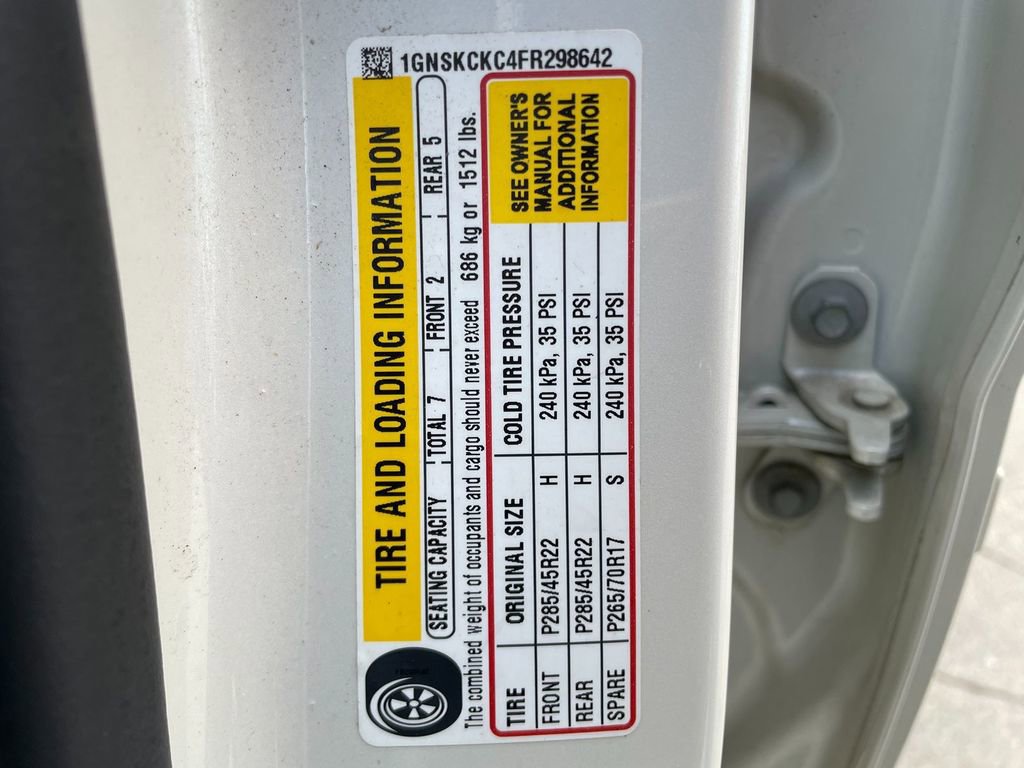 1GNSKCKC4FR298642
TIRE AND LOADING INFORMATION
SEATING CAPACITY TOTAL 7 FRONT 2 REAR 5
The combined weight of occupants and cargo should never exceed 686 kg or 1512 lbs.
TIRE ORIGINAL SIZE COLD TIRE PRESSURE
FRONT P285/45R22 H 240 kPa, 35 PSI
REAR P285/45R22 H 240 kPa, 35 PSI
SPARE P265/70R17 S 240 kPa, 35 PSI
SEE OWNER'S
MANUAL FOR
ADDITIONAL
INFORMATION